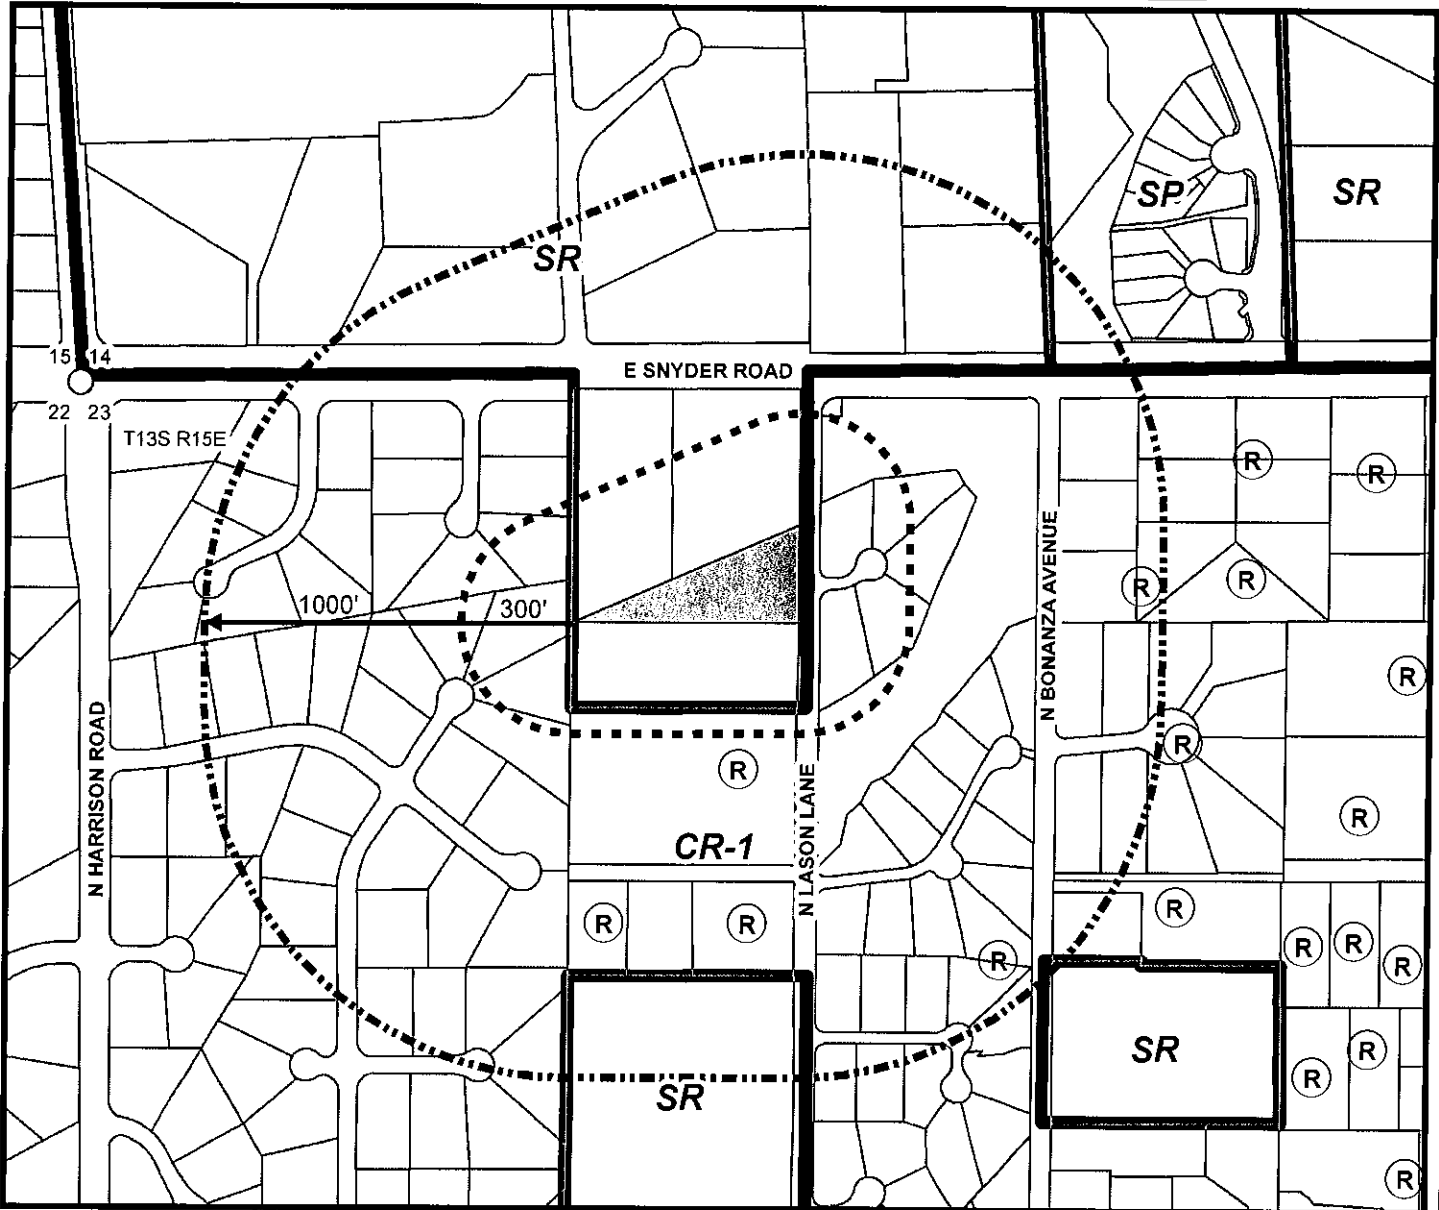 SP
SR
SR
15 14
E SNYDER ROAD
22 23
T13S R15E
R
R
N BONANZA AVENUE
R
R
1000'
300'
R
N HARRISON ROAD
R
R
N LASON LANE
R
CR-1
R
R
R
R
R
R
R
R
SR
R
R
SR
R